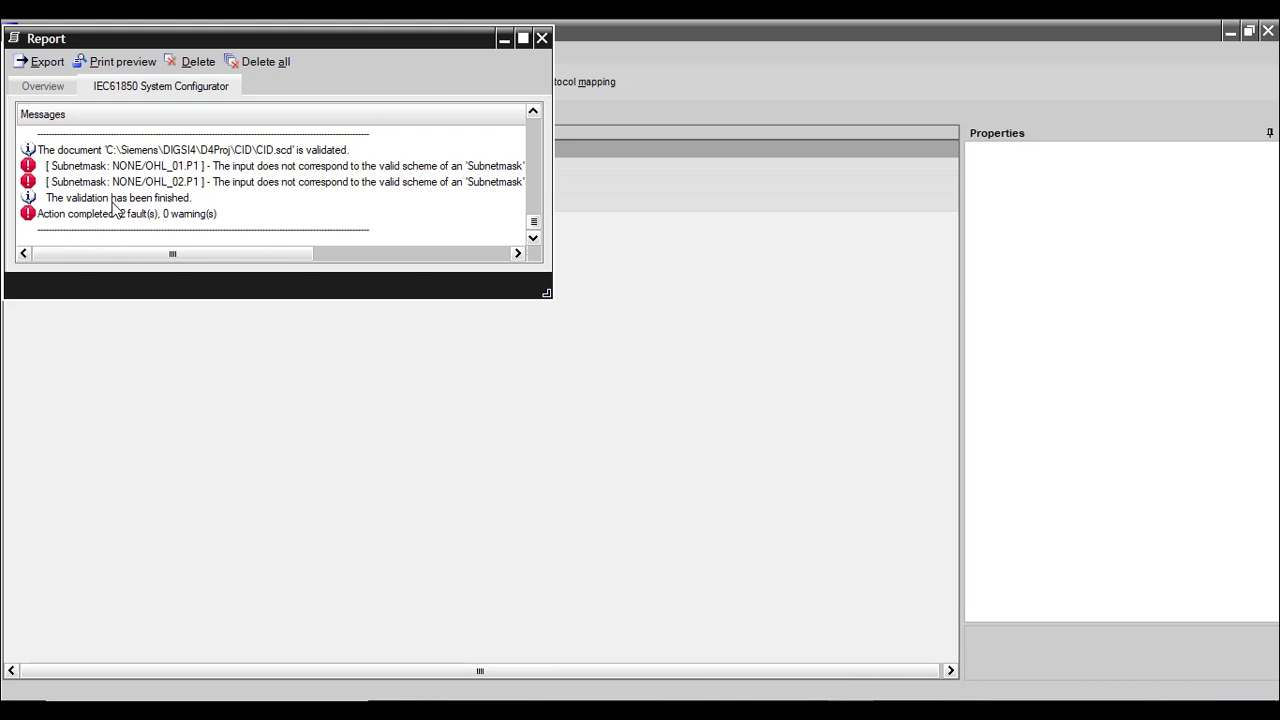 Report
Export Print preview Delete Delete all
tocol mapping
Overview IEC61850 System Configurator
Messages
Properties
The document 'C:\Siemens\DIGSI4\D4Proj\CID\CID.scd' is validated.
[ Subnetmask: NONE/OHL_01.P1 ] - The input does not correspond to the valid scheme of an 'Subnetmask'
[ Subnetmask: NONE/OHL_02.P1 ] - The input does not correspond to the valid scheme of an 'Subnetmask'
The validation has been finished.
Action completed 2 fault(s), 0 warning(s)